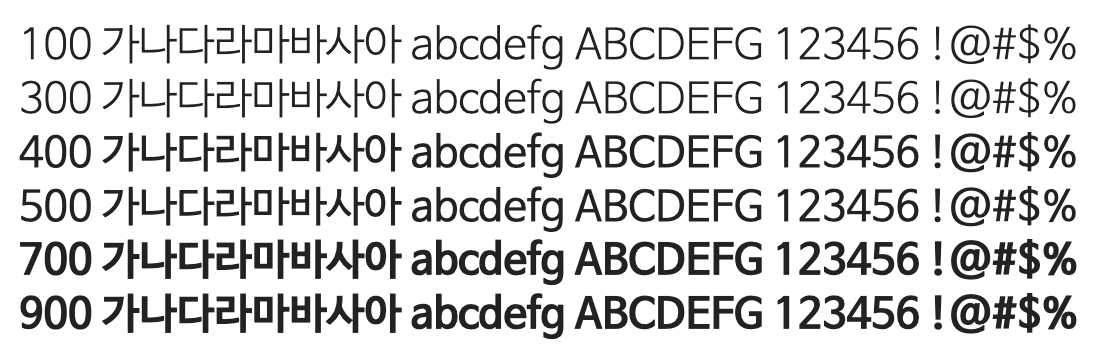 100 가나다라마바사아 abcdefg ABCDEFG 123456 !@#$%
300 가나다라마바사아 abcdefg ABCDEFG 123456 !@#$%
400 가나다라마바사아 abcdefg ABCDEFG 123456 !@#$%
500 가나다라마바사아 abcdefg ABCDEFG 123456 !@#$%
700 가나다라마바사아 abcdefg ABCDEFG 123456 !@#$%
900 가나다라마바사아 abcdefg ABCDEFG 123456 !@#$%